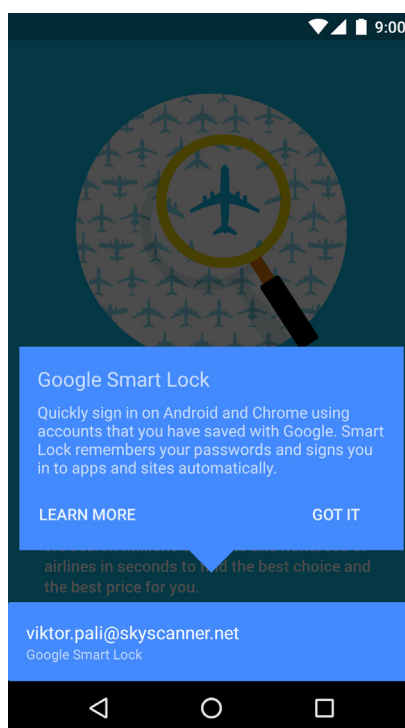 9:00
Google Smart Lock
Quickly sign in on Android and Chrome using
accounts that you have saved with Google. Smart
Lock remembers your passwords and signs you
in to apps and sites automatically.
LEARN MORE GOT IT
airlines in seconds to find the best choice and
the best price for you.
viktor.pali@skyscanner.net
Google Smart Lock